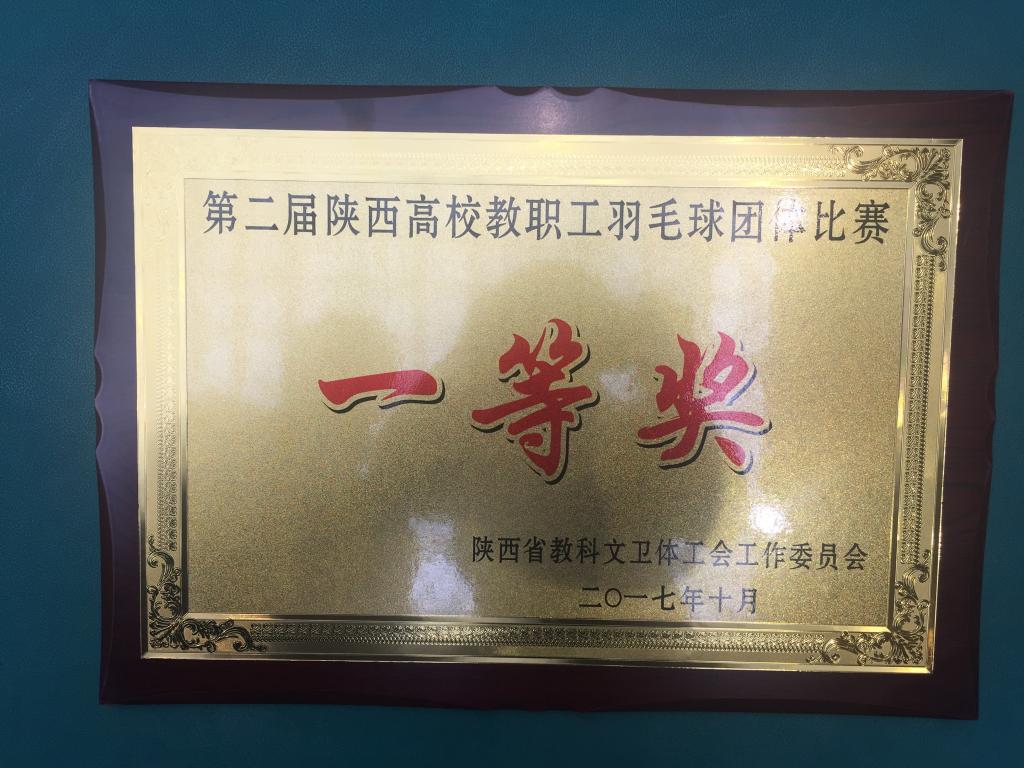 第二届陕西高校教职工羽毛球团体比赛
一等奖
陕西省教科文卫体工会工作委员会
二〇一七年十月